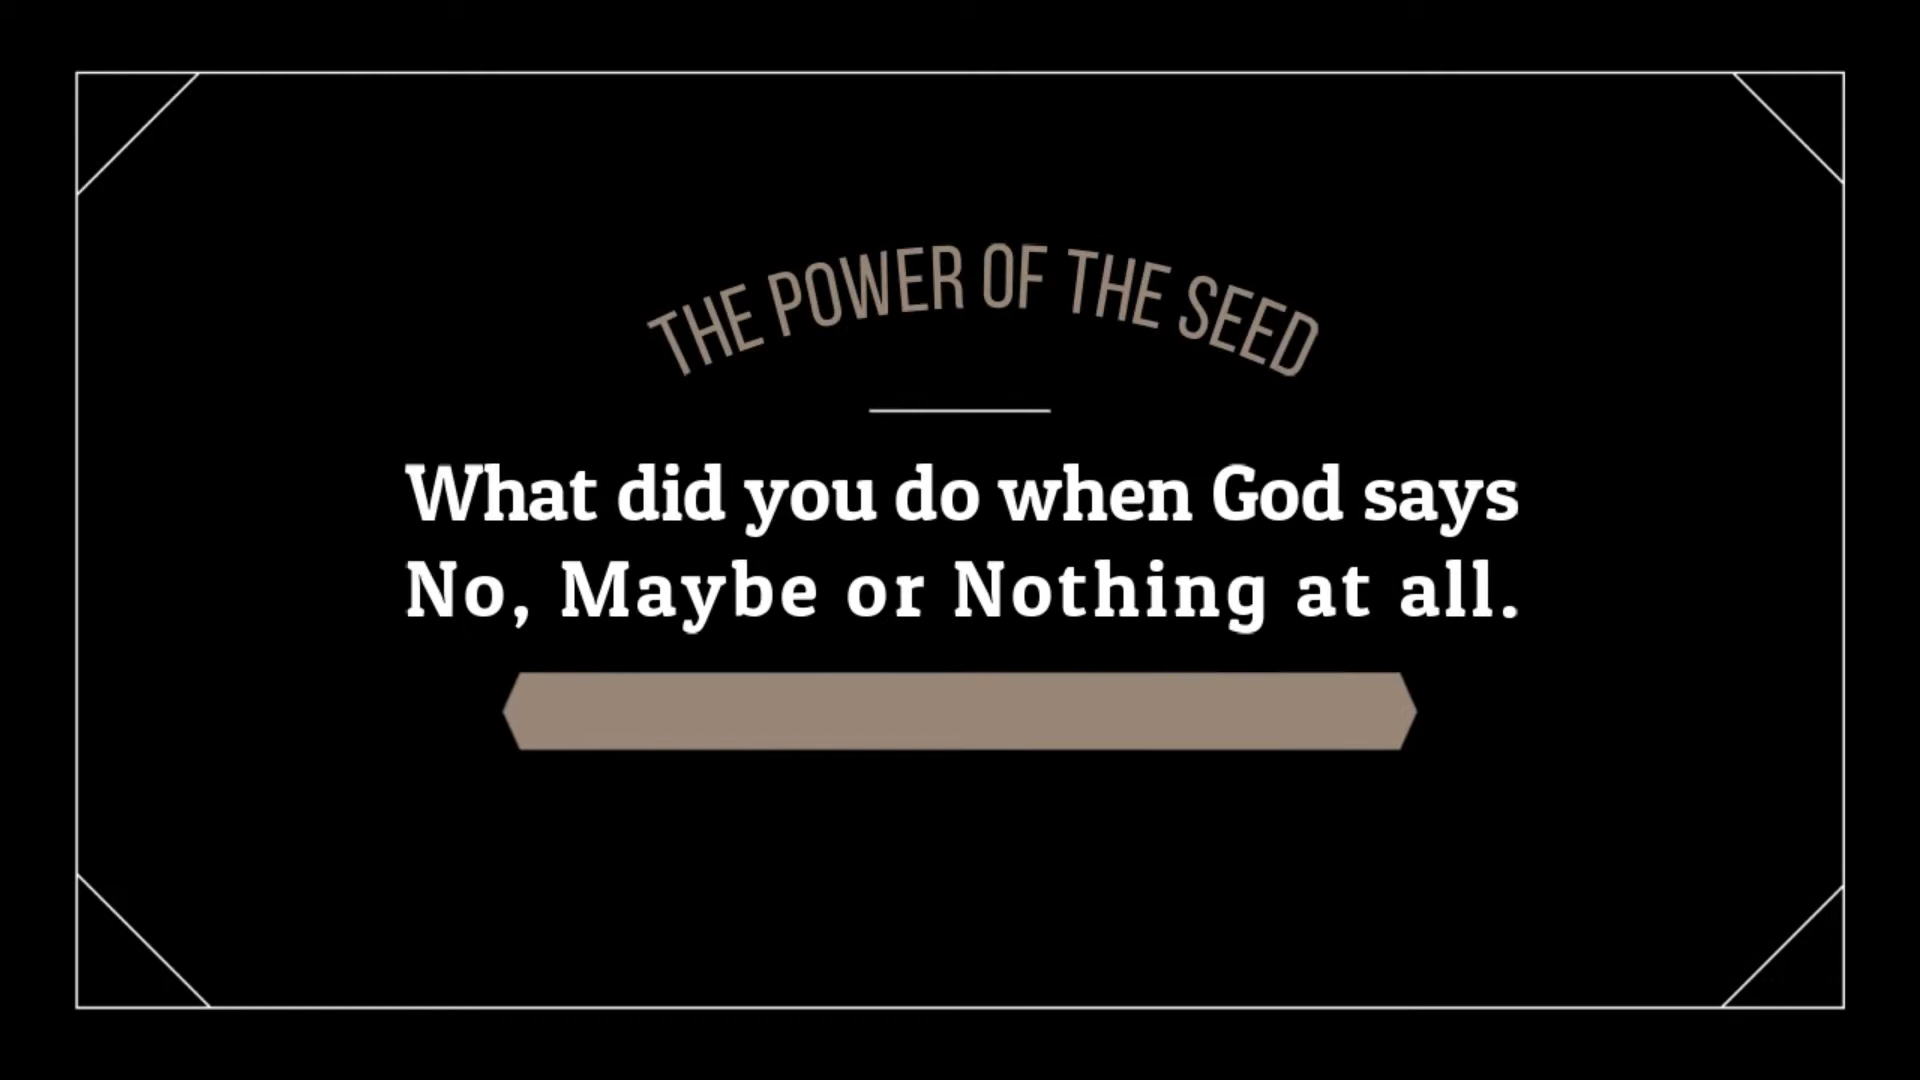 THE POWER OF THE SEED
What did you do when God says
No, Maybe or Nothing at all.